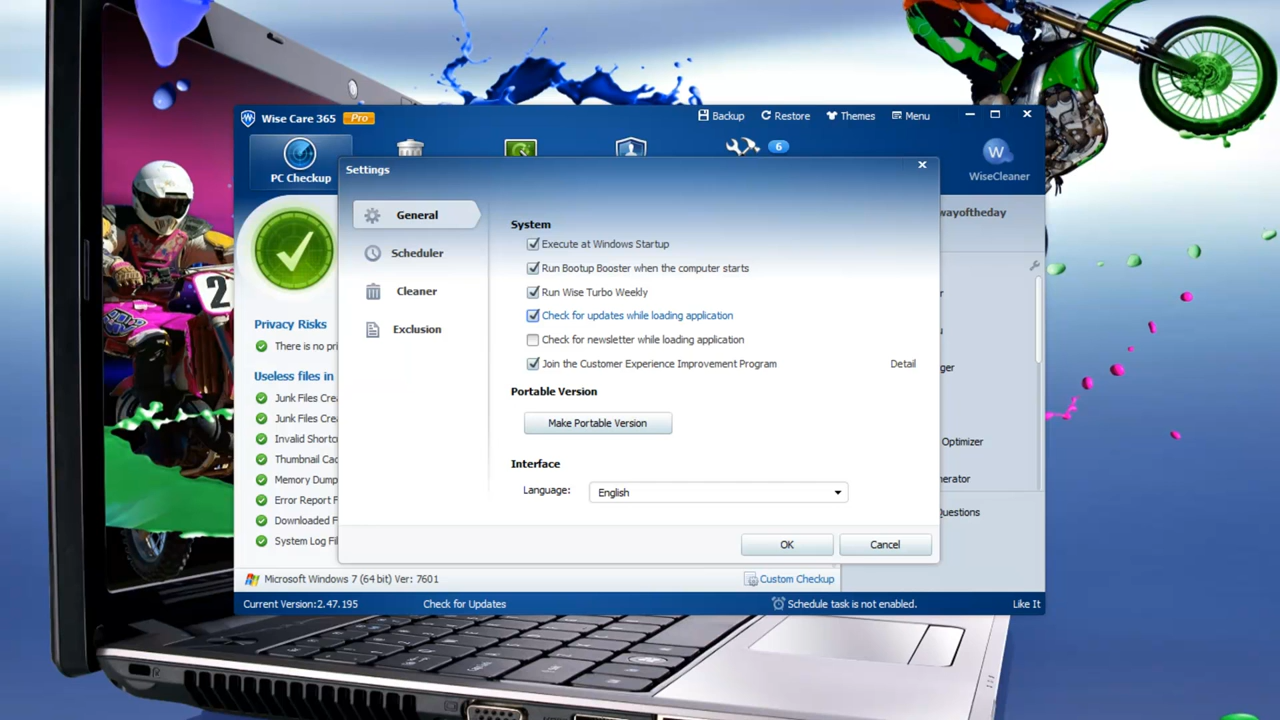 Wise Care 365 Pro
Backup Restore Themes Menu
6
PC Checkup
WiseCleaner
Settings
General
Scheduler
Cleaner
Exclusion
System
Execute at Windows Startup
Run Bootup Booster when the computer starts
Run Wise Turbo Weekly
Check for updates while loading application
Check for newsletter while loading application
Join the Customer Experience Improvement Program Detail
Portable Version
Make Portable Version
Interface
Language: English
OK Cancel
wayoftheday
Privacy Risks
There is no pri
Useless files in
Junk Files Crea
Junk Files Crea
Invalid Shortc
Thumbnail Cac
Memory Dump
Error Report F
Downloaded F
System Log Fil
ger
Optimizer
nerator
Questions
Microsoft Windows 7 (64 bit) Ver: 7601
Custom Checkup
Current Version:2.47.195
Check for Updates
Schedule task is not enabled.
Like It
2